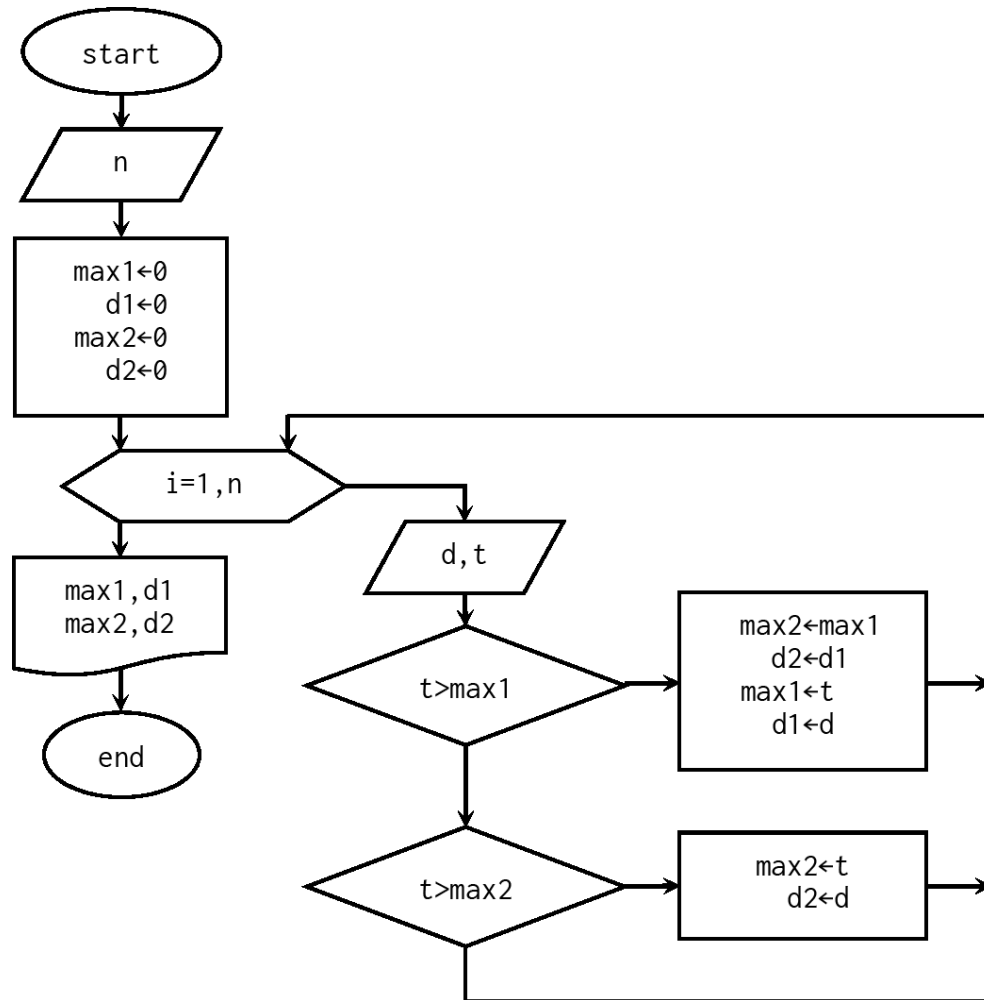 start
n
max1←0
d1←0
max2←0
d2←0
i=1,n
max1,d1
max2,d2
end
d,t
t>max1
max2←max1
d2←d1
max1←t
d1←d
t>max2
max2←t
d2←d